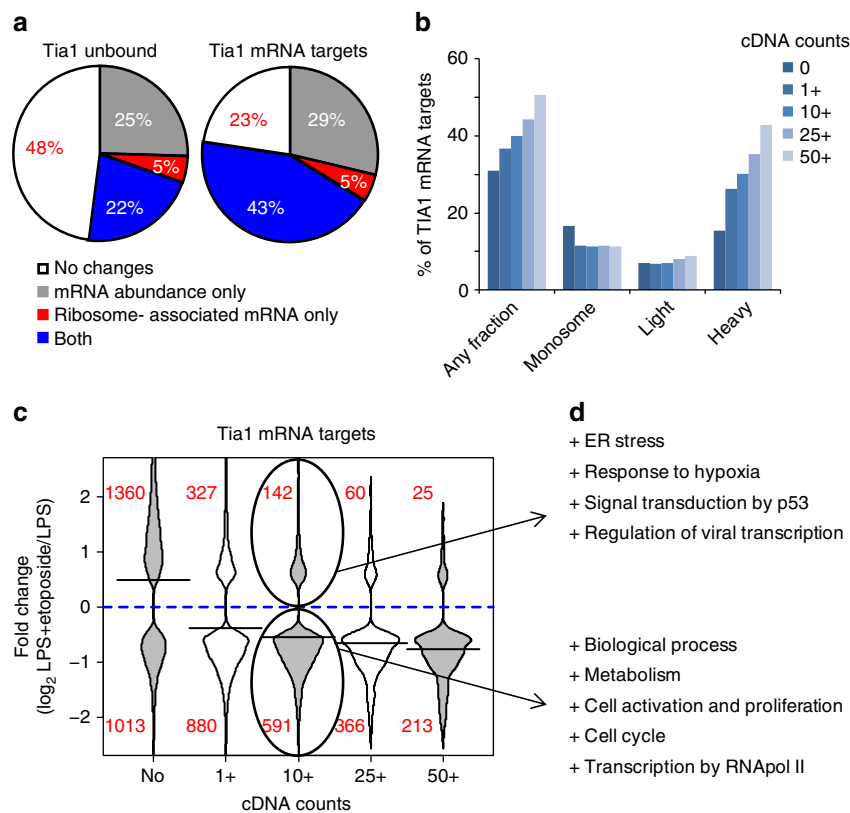 a
Tia1 unbound
Tia1 mRNA targets
48%
25%
5%
22%
23%
29%
5%
43%
No changes
mRNA abundance only
Ribosome- associated mRNA only
Both
b
cDNA counts
0
1+
10+
25+
50+
% of TIA1 mRNA targets
60
40
20
0
Any fraction
Monosome
Light
Heavy
c
Tia1 mRNA targets
Fold change
(log2 LPS+etoposide/LPS)
2
1
0
−1
−2
1360
327
142
60
25
1013
880
591
366
213
No
1+
10+
25+
50+
cDNA counts
d
+ ER stress
+ Response to hypoxia
+ Signal transduction by p53
+ Regulation of viral transcription
+ Biological process
+ Metabolism
+ Cell activation and proliferation
+ Cell cycle
+ Transcription by RNApol II